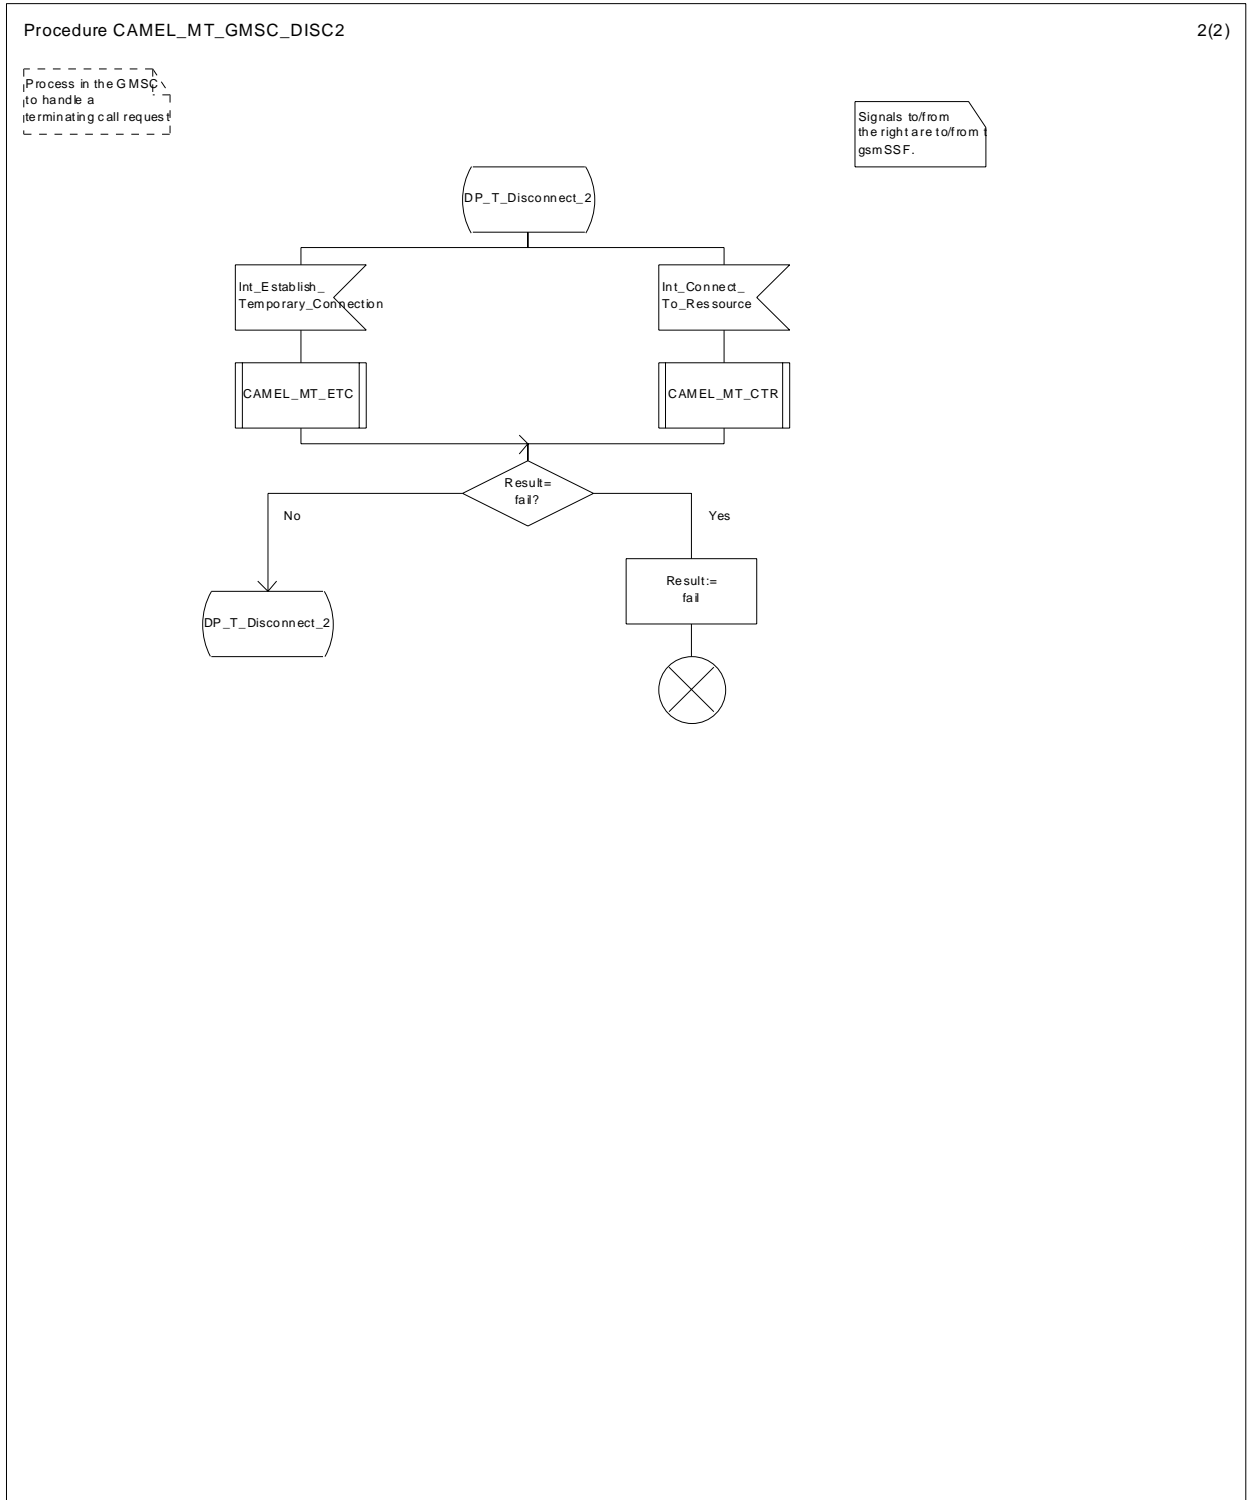 Procedure CAMEL_MT_GMSC_DISC2
2(2)
Process in the GMSC
to handle a
terminating call request
Signals to/from
the right are to/from t
gsmSSF.
DP_T_Disconnect_2
Int_Establish_
Temporary_Connection
Int_Connect_
To_Ressource
CAMEL_MT_ETC
CAMEL_MT_CTR
Result=
fail?
No
Yes
Result:=
fail
DP_T_Disconnect_2